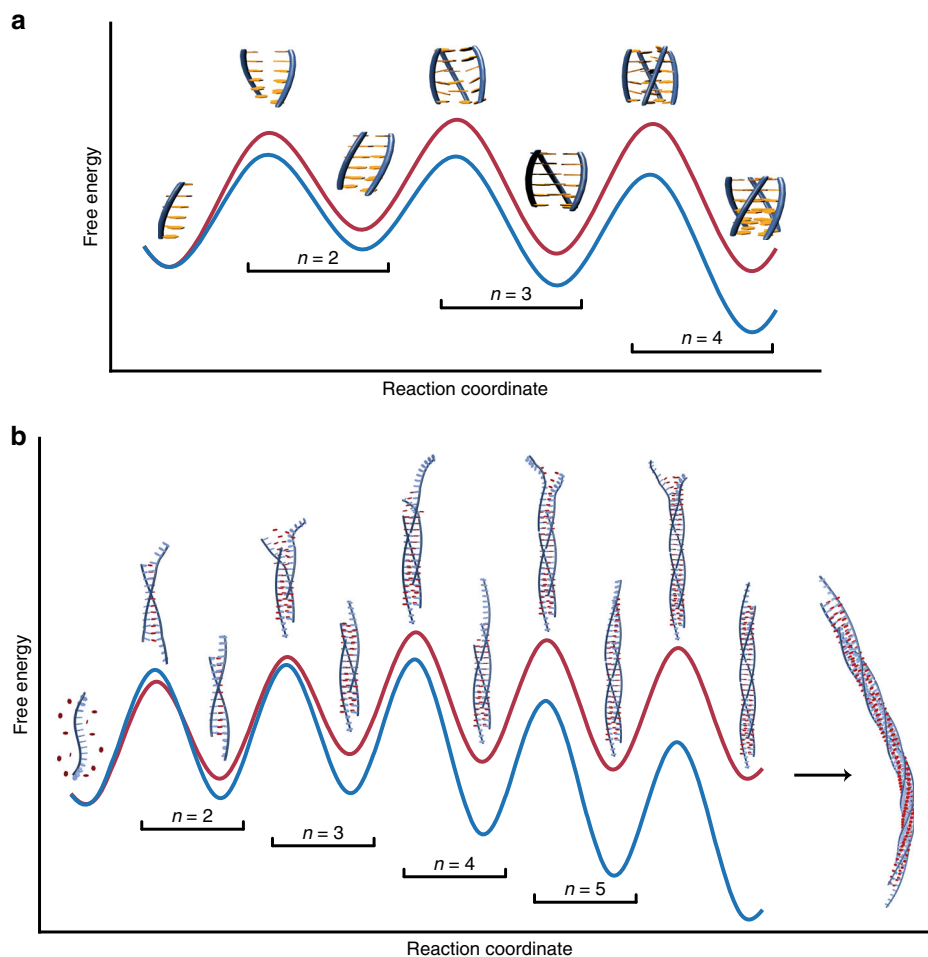 a
Free energy
n = 2
n = 3
n = 4
Reaction coordinate
b
Free energy
n = 2
n = 3
n = 4
n = 5
Reaction coordinate